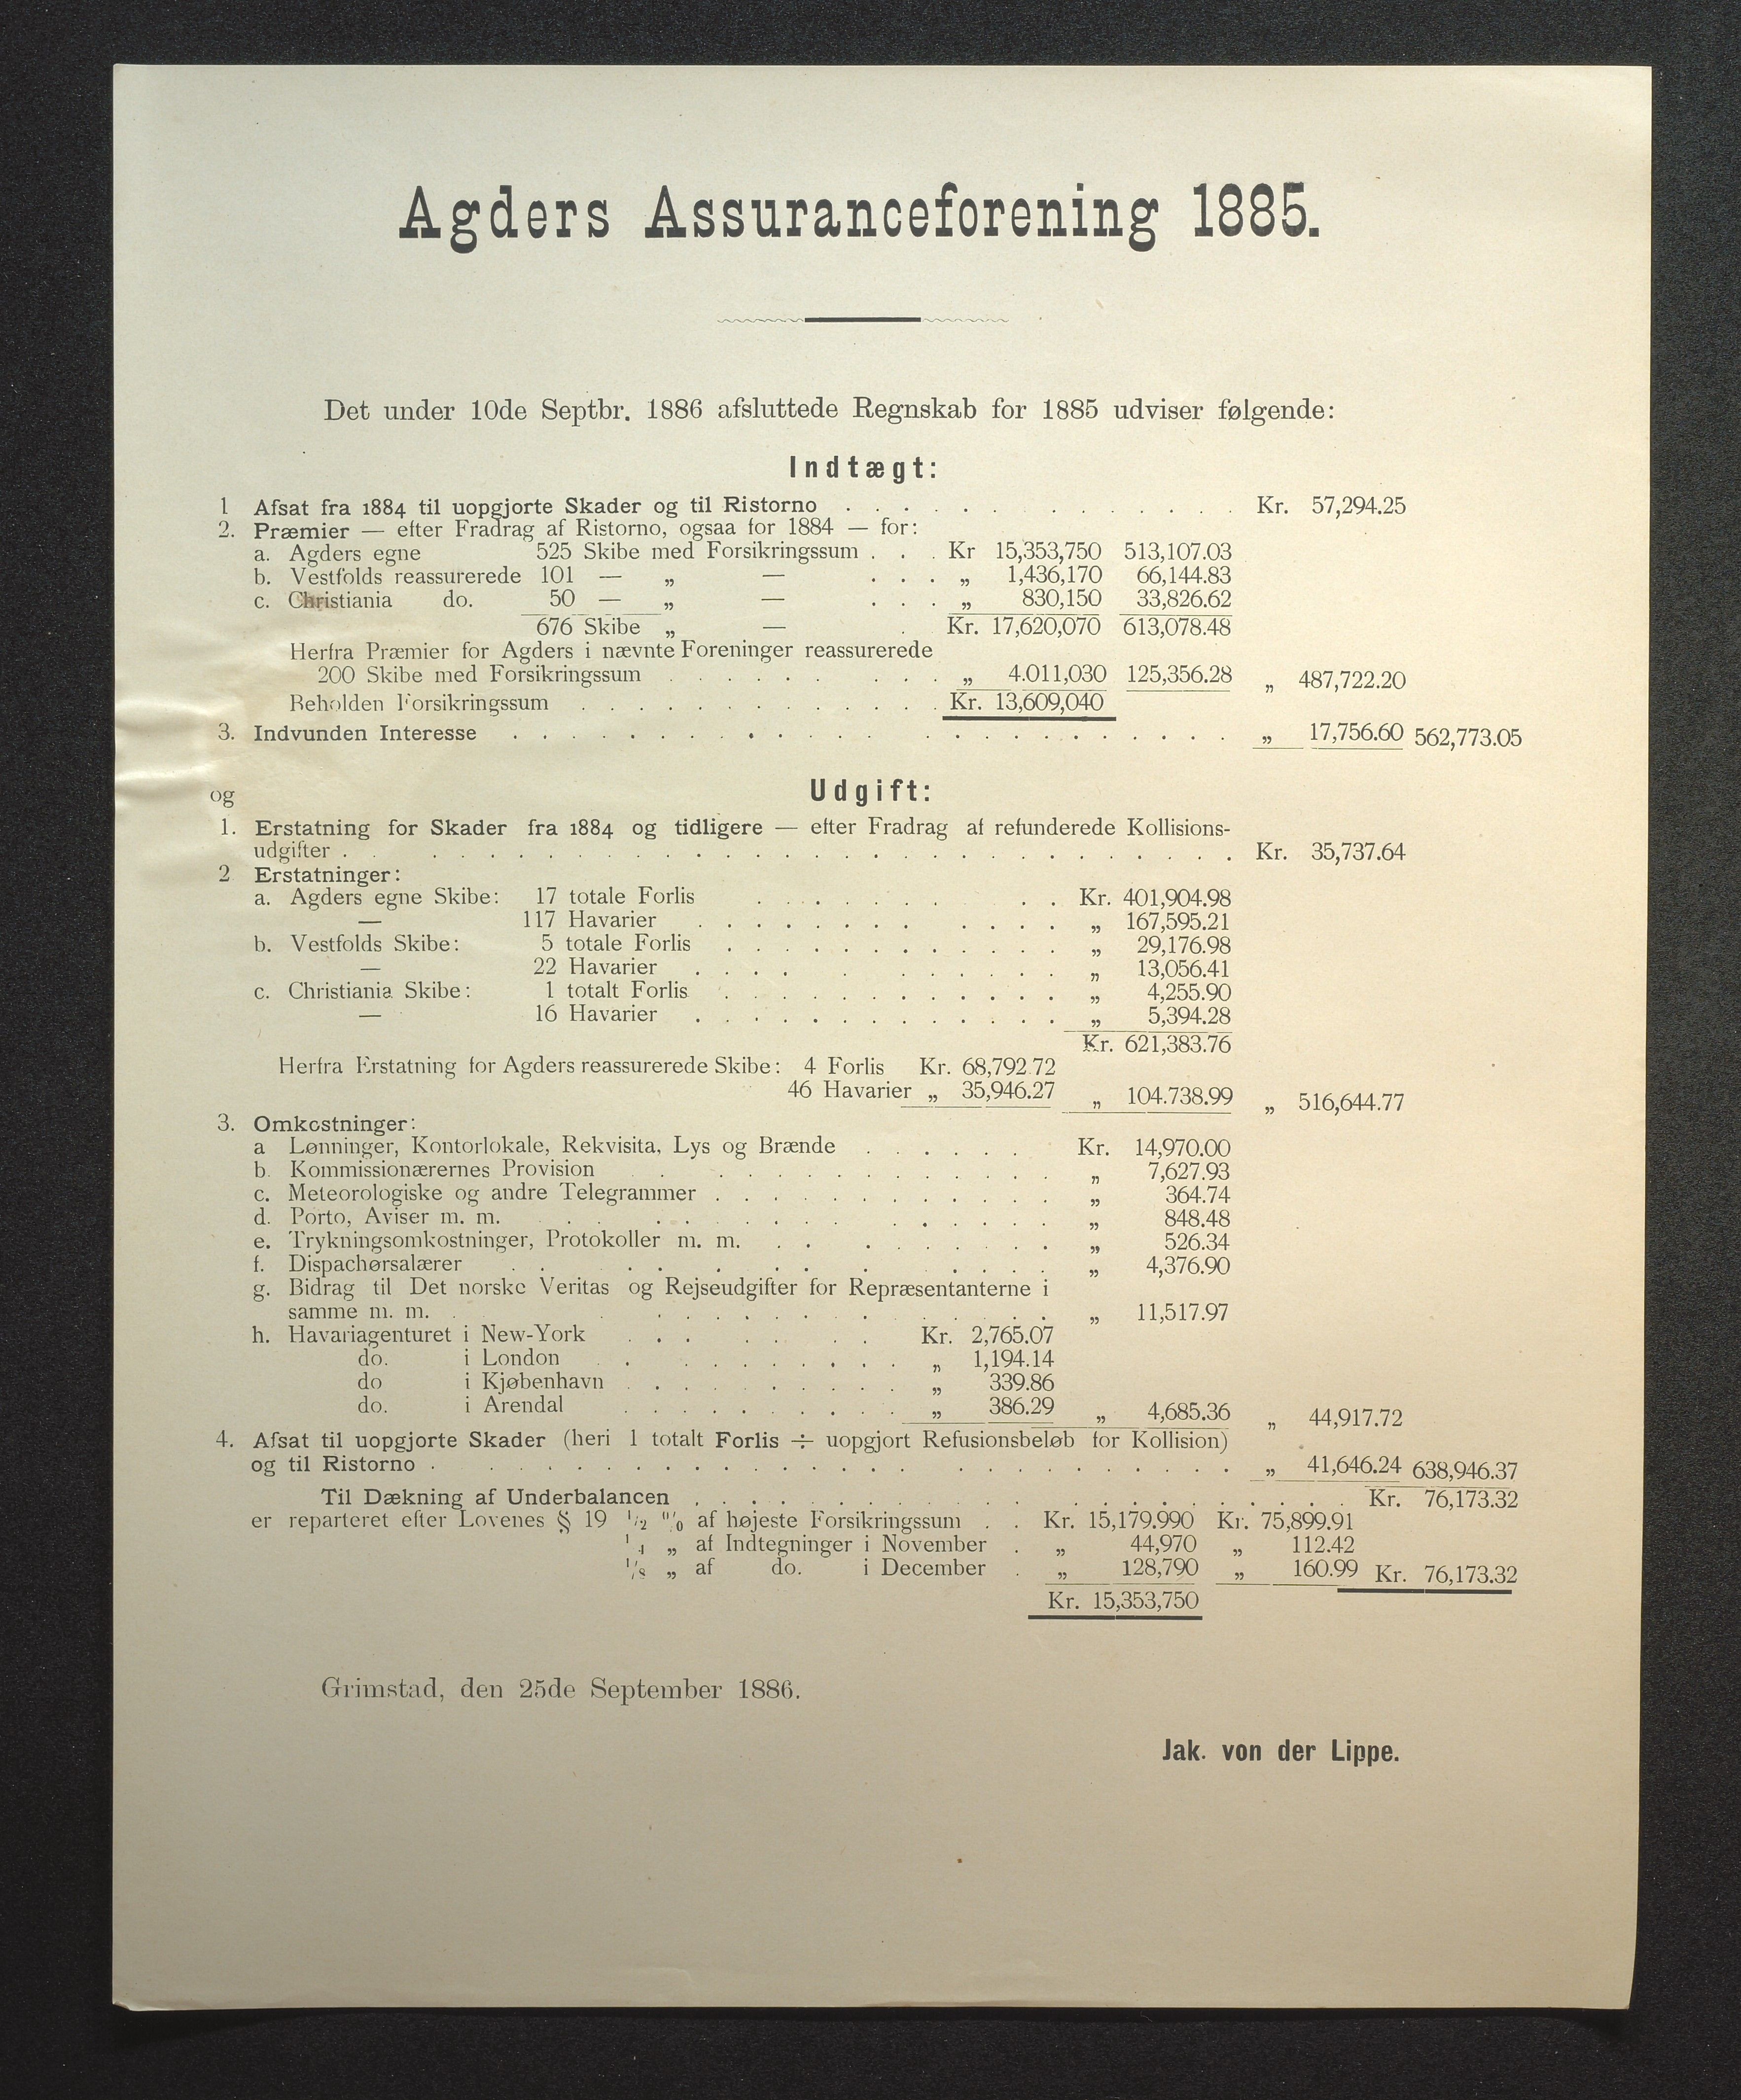 Agders Assuranceforening 1885.
Det under 10de Septbr. 1886 afsluttede Regnskab for 1885 udviser følgende:
Indtægt:
1 Afsat fra 1884 til uopgjorte Skader og til Ristorno . . . . . . . . . . . . . . Kr. 57,294.25
2. Præmier — efter Fradrag af Ristorno, ogsaa for 1884 — for:
a. Agders egne 525 Skibe med Forsikringssum . . . Kr 15,353,750 513,107.03
b. Vestfolds reassurerede 101 — „ — . . . „ 1,436,170 66,144.83
c. Christiania do. 50 — „ — . . . „ 830,150 33,826.62
676 Skibe „ — . Kr. 17,620,070 613,078.48
Herfra Præmier for Agders i nævnte Foreninger reassurerede
200 Skibe med Forsikringssum . . . . . . . . . „ 4.011,030 125,356.28 „ 487,722.20
Beholden Forsikringssum . . . . . . . . . . . . . Kr. 13,609,040
3. Indvunden Interesse . . . . . . . . . . . . . . . . . . . . . . . . „ 17,756.60 562,773.05
og Udgift:
1. Erstatning for Skader fra 1884 og tidligere — efter Fradrag af refunderede Kollisions-
udgifter . . . . . . . . . . . . . . . . . . . . . . . . . . . . . . Kr. 35,737.64
2 Erstatninger:
a. Agders egne Skibe: 17 totale Forlis . . . . . . . . . Kr. 401,904.98
— 117 Havarier . . . . . . . . . . . „ 167,595.21
b. Vestfolds Skibe: 5 totale Forlis . . . . . . . . . . . . „ 29,176.98
— 22 Havarier . . . . . . . . . . . . „ 13,056.41
c. Christiania Skibe: 1 totalt Forlis . . . . . . . . . . . . „ 4,255.90
— 16 Havarier . . . . . . . . . . . . . „ 5,394.28
Kr. 621,383.76
Herfra Erstatning for Agders reassurerede Skibe: 4 Forlis Kr. 68,792.72
46 Havarier „ 35,946.27 „ 104.738.99 „ 516,644.77
3. Omkostninger:
a Lønninger, Kontorlokale, Rekvisita, Lys og Brænde . . . . . . Kr. 14,970.00
b. Kommissionærernes Provision . . . . . . . . . . . . . . „ 7,627.93
c. Meteorologiske og andre Telegrammer . . . . . . . . . . . . „ 364.74
d. Porto, Aviser m. m. . . . . . . . . . . . . . . . „ 848.48
e. Trykningsomkostninger, Protokoller m. m. . . . . . . . . . „ 526.34
f. Dispachørsalærer . . . . . . . . . . . . . . „ 4,376.90
g. Bidrag til Det norske Veritas og Rejseudgifter for Repræsentanterne i
samme m. m. . . . . . . . . . . . . . . . . „ 11,517.97
h. Havariagenturet i New-York . . . . . . . . Kr. 2,765.07
do. i London . . . . . . . . . „ 1,194.14
do i Kjøbenhavn . . . . . . . . . . „ 339.86
do. i Arendal . . . . . . . . . . „ 386.29 „ 4,685.36 „ 44,917.72
4. Afsat til uopgjorte Skader (heri 1 totalt Forlis ÷ uopgjort Refusionsbeløb for Kollision)
og til Ristorno . . . . . . . . . . . . . . . . . . . . . . . . . . . „ 41,646.24 638,946.37
Til Dækning af Underbalancen . . . . . . . . . . . . . . . . . . . . . . Kr. 76,173.32
er reparteret efter Lovenes § 19 1/2 0/0 af højeste Forsikringssum . . Kr. 15,179.990 Kr. 75,899.91
1/4 „ af Indtegninger i November . „ 44,970 „ 112.42
1/8 „ af do. i December . „ 128,790 „ 160.99 Kr. 76,173.32
Kr. 15,353,750
Grimstad, den 25de September 1886.
Jak. von der Lippe.